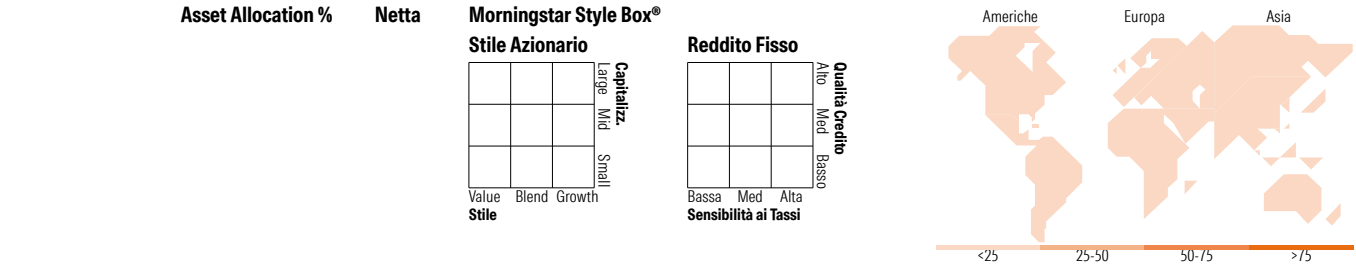 Asset Allocation % Netta
Morningstar Style Box®
Stile Azionario
Large Mid Small
Capitalizz.
Value Blend Growth
Stile
Reddito Fisso
Alto Med Basso
Qualità Credito
Bassa Med Alta
Sensibilità ai Tassi
Americhe Europa Asia
<25 25-50 50-75 >75